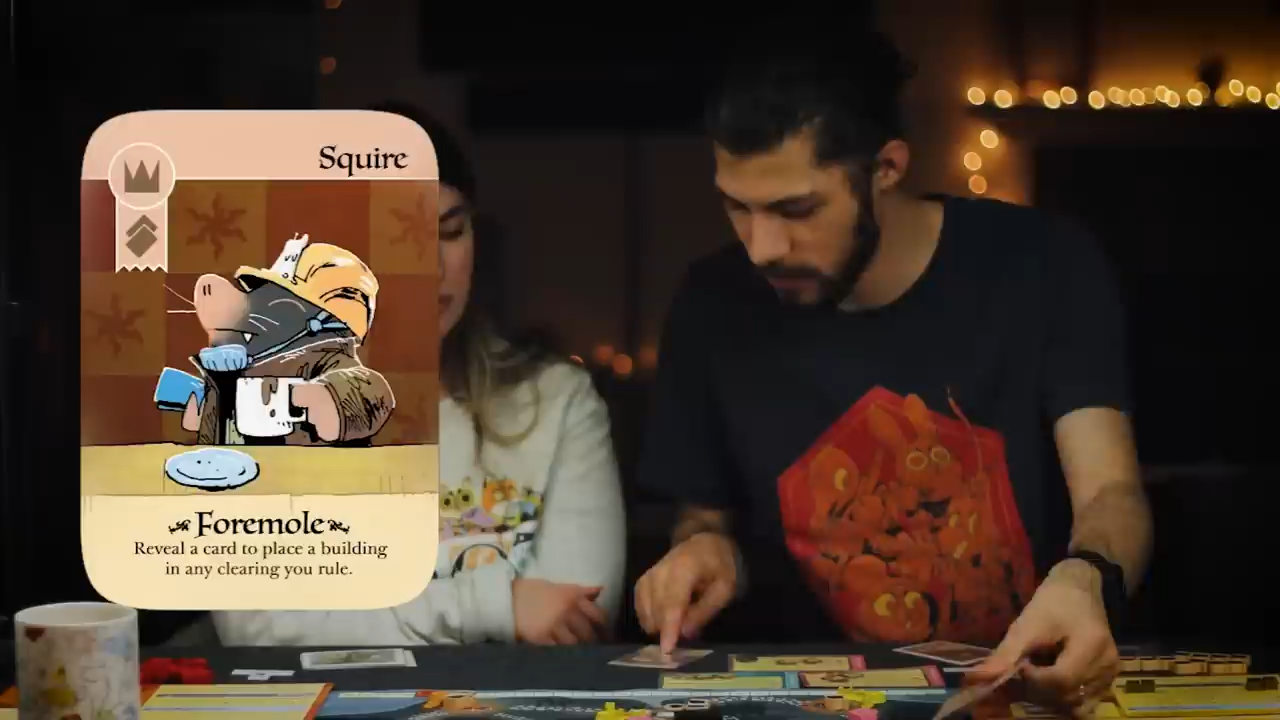 Squire
Foremole
Reveal a card to place a building
in any clearing you rule.